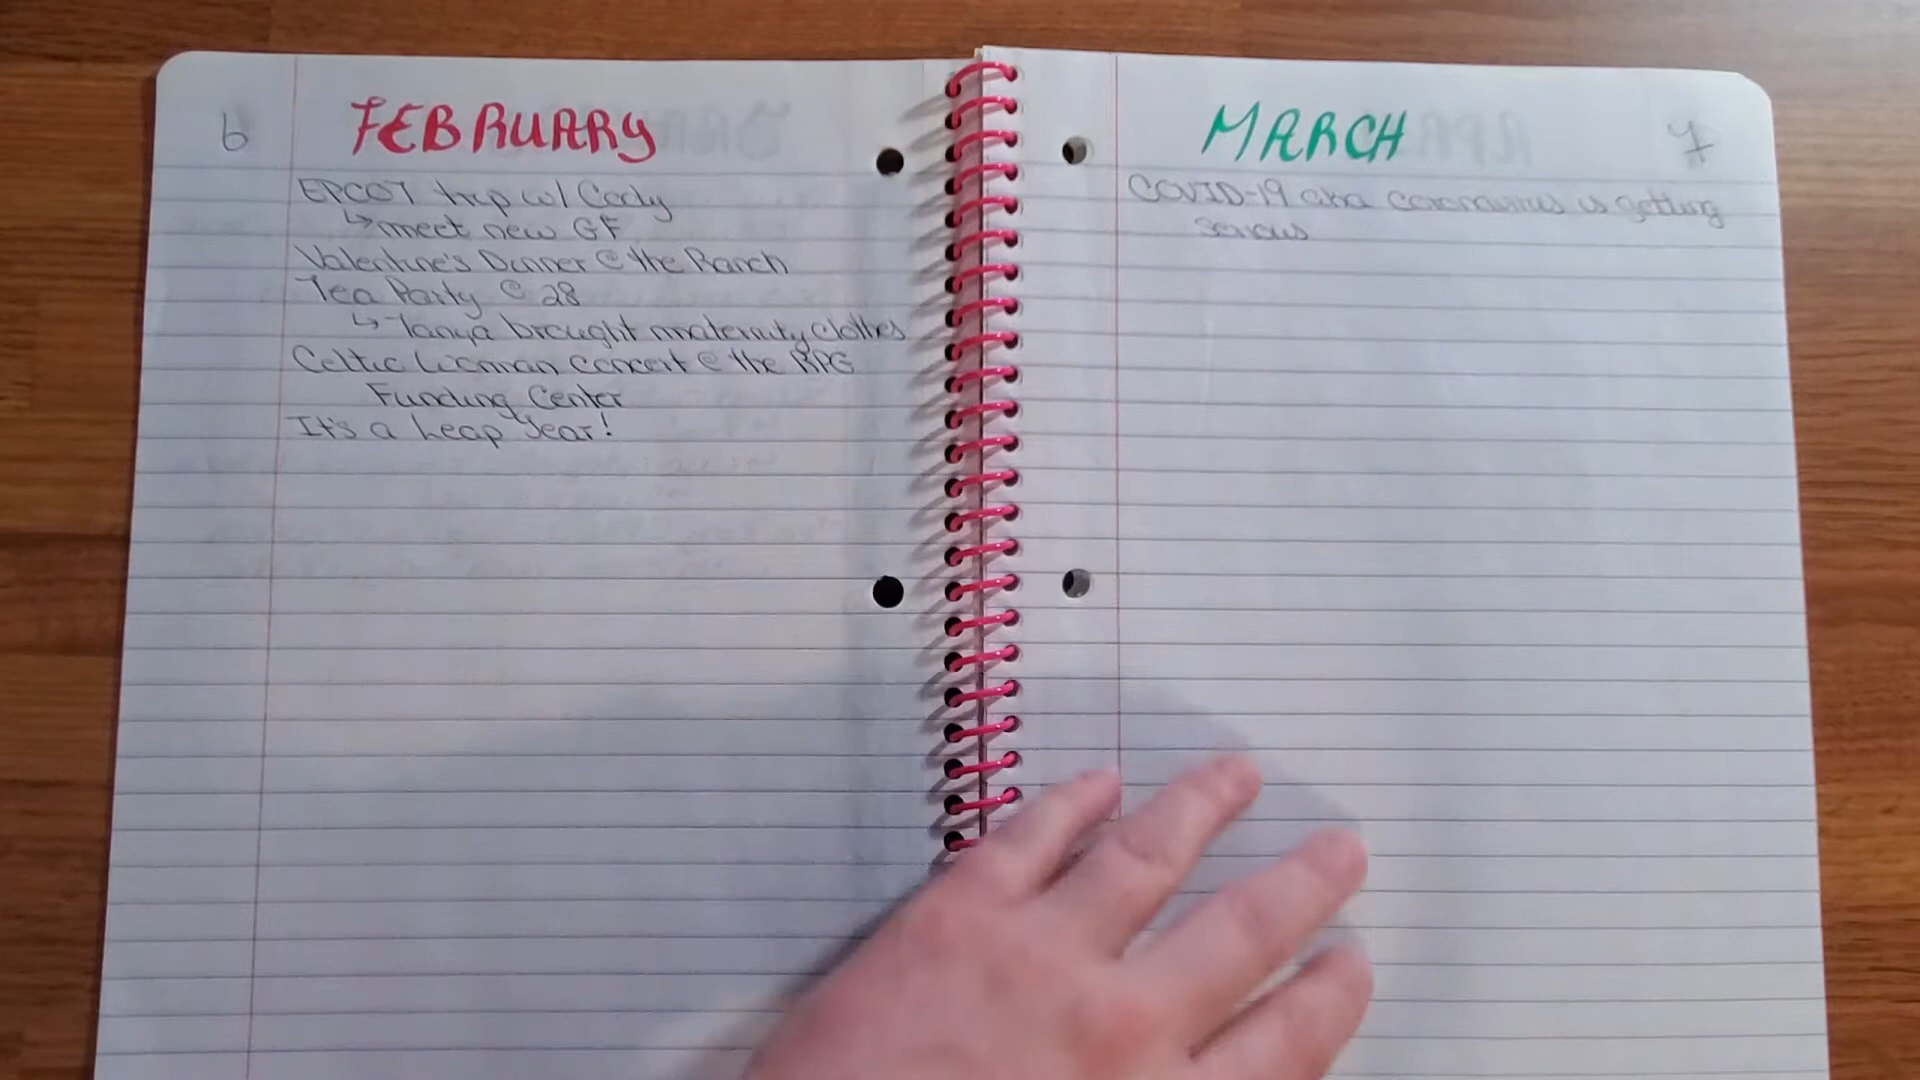 6
FEBRUARY
EPCOT trip w/ Cody
↳ meet new GF
Valentine's Dinner @ the Ranch
Tea Party @ 28
↳ Tanya brought maternity clothes
Celtic Woman concert @ the RPG
Funding Center
It's a Leap Year!
MARCH
7
COVID-19 aka Coronavirus is getting
serious